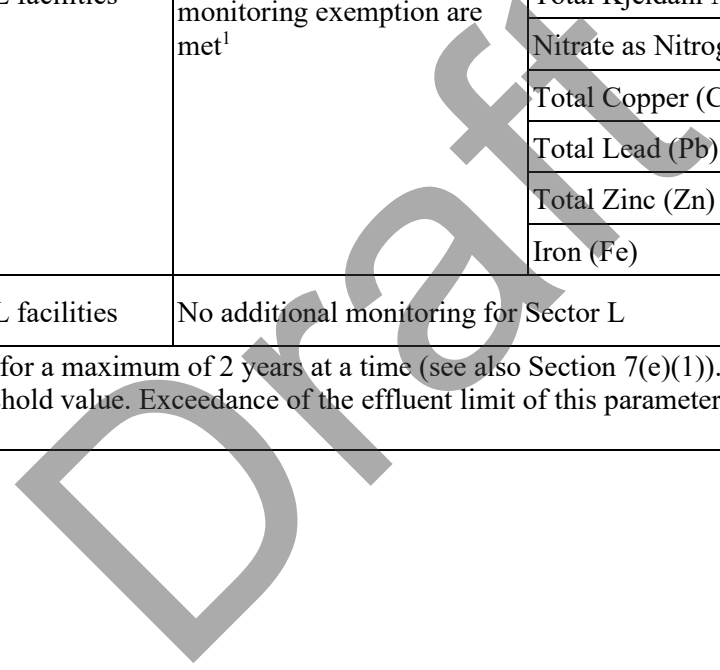 facilities
monitoring exemption are
met¹
Total Kjeldahl
Nitrate as Nitrog
Total Copper (C
Total Lead (Pb)
Total Zinc (Zn)
Iron (Fe)
L facilities
No additional monitoring for Sector L
for a maximum of 2 years at a time (see also Section 7(e)(1)).
hold value. Exceedance of the effluent limit of this parameter
Draft